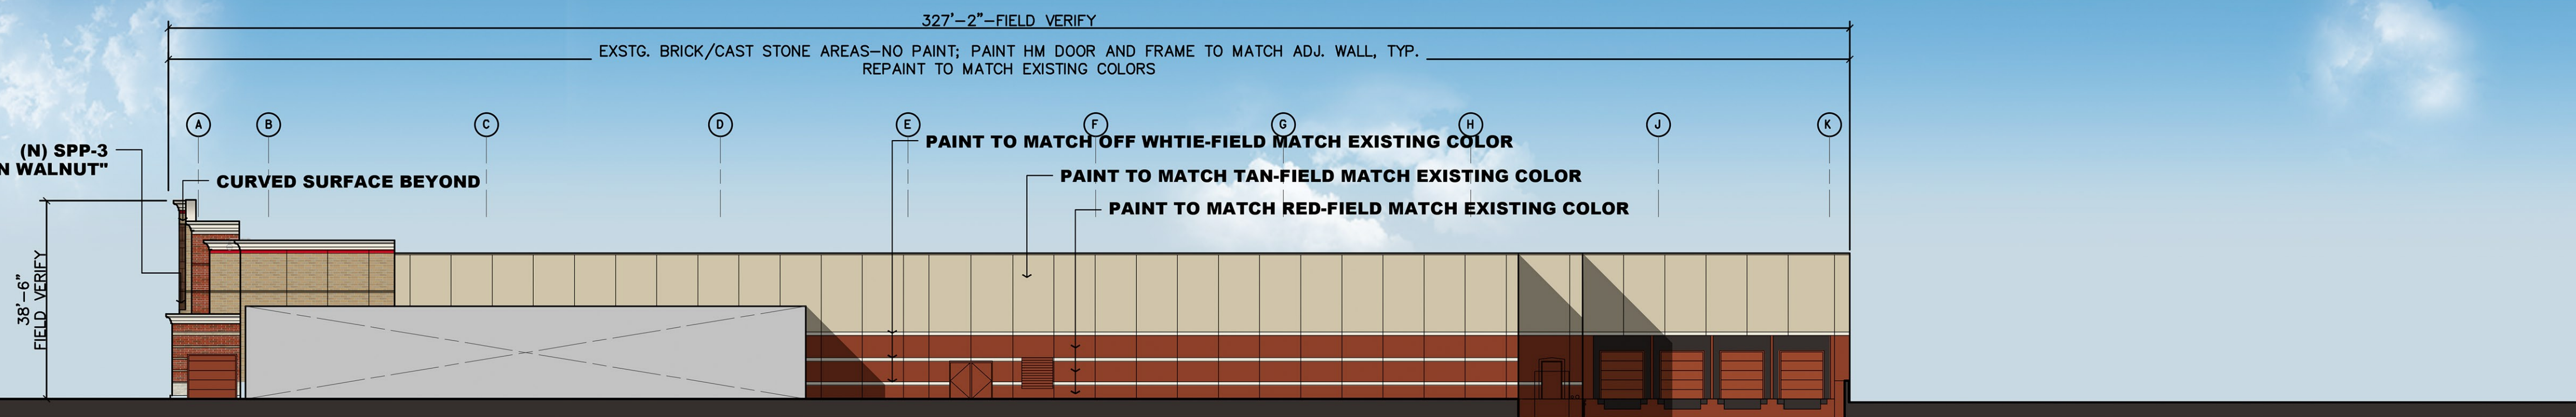 327'-2"-FIELD VERIFY
EXSTG. BRICK/CAST STONE AREAS-NO PAINT; PAINT HM DOOR AND FRAME TO MATCH ADJ. WALL, TYP.
REPAINT TO MATCH EXISTING COLORS
A B C D E F G H J K
PAINT TO MATCH OFF WHTIE-FIELD MATCH EXISTING COLOR
(N) SPP-3
N WALNUT"
PAINT TO MATCH TAN-FIELD MATCH EXISTING COLOR
CURVED SURFACE BEYOND
PAINT TO MATCH RED-FIELD MATCH EXISTING COLOR
38'-6"
FIELD VERIFY